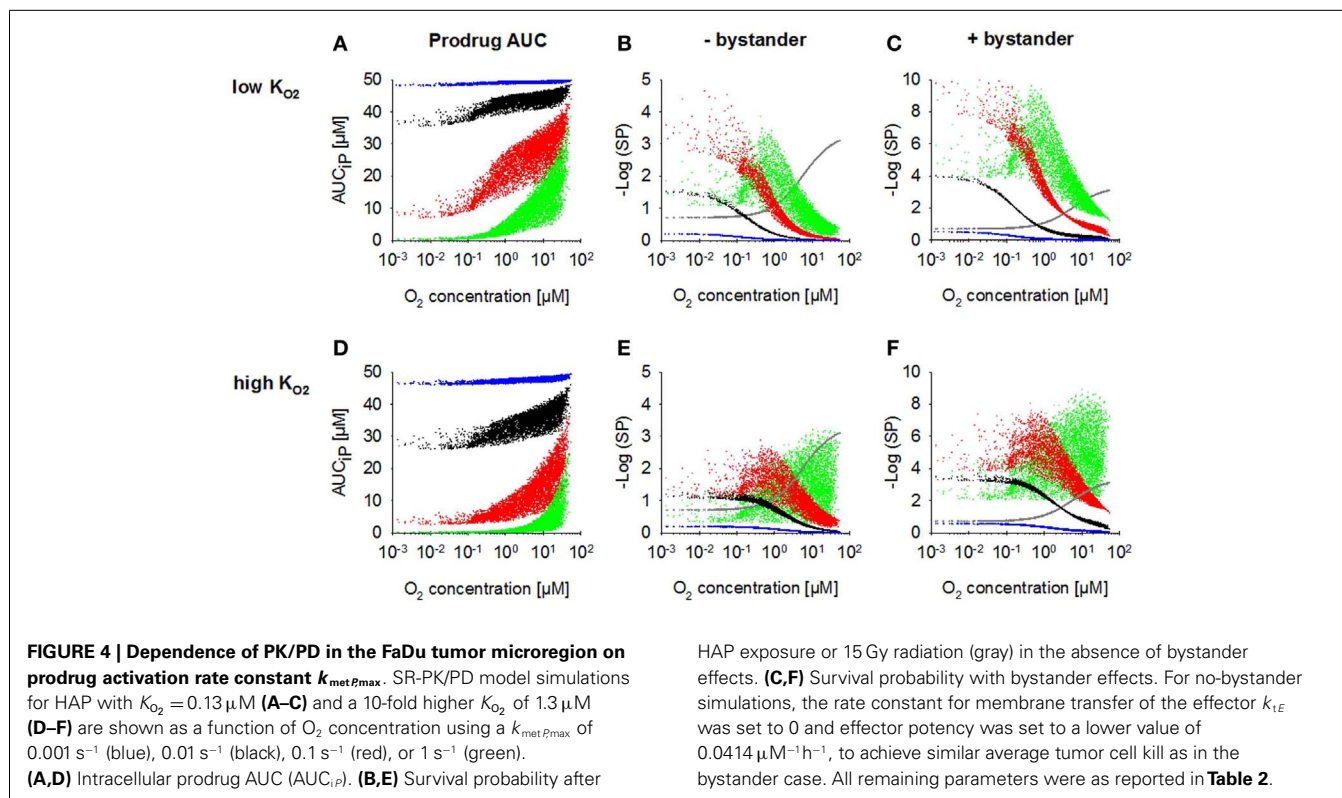 A Prodrug AUC
B - bystander
C + bystander
low K_O2
AUC_iP [µM]
50
40
30
20
10
0
10^-3 10^-2 10^-1 10^0 10^1 10^2
O2 concentration [µM]
-Log (SP)
5
4
3
2
1
0
10^-3 10^-2 10^-1 10^0 10^1 10^2
O2 concentration [µM]
-Log (SP)
10
8
6
4
2
0
10^-3 10^-2 10^-1 10^0 10^1 10^2
O2 concentration [µM]
D
E
F
high K_O2
AUC_iP [µM]
50
40
30
20
10
0
10^-3 10^-2 10^-1 10^0 10^1 10^2
O2 concentration [µM]
-Log (SP)
5
4
3
2
1
0
10^-3 10^-2 10^-1 10^0 10^1 10^2
O2 concentration [µM]
-Log (SP)
10
8
6
4
2
0
10^-3 10^-2 10^-1 10^0 10^1 10^2
O2 concentration [µM]
FIGURE 4 | Dependence of PK/PD in the FaDu tumor microregion on
prodrug activation rate constant k_metP,max. SR-PK/PD model simulations
for HAP with K_O2 = 0.13 µM (A–C) and a 10-fold higher K_O2 of 1.3 µM
(D–F) are shown as a function of O2 concentration using a k_metP,max of
0.001 s−1 (blue), 0.01 s−1 (black), 0.1 s−1 (red), or 1 s−1 (green).
(A,D) Intracellular prodrug AUC (AUC_iP). (B,E) Survival probability after
HAP exposure or 15 Gy radiation (gray) in the absence of bystander
effects. (C,F) Survival probability with bystander effects. For no-bystander
simulations, the rate constant for membrane transfer of the effector k_tE
was set to 0 and effector potency was set to a lower value of
0.0414 µM−1h−1, to achieve similar average tumor cell kill as in the
bystander case. All remaining parameters were as reported in Table 2.